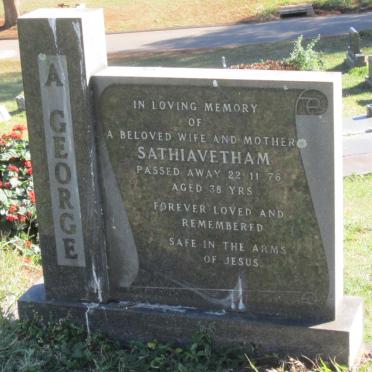 A GEORGE
IN LOVING MEMORY
OF
A BELOVED WIFE AND MOTHER
SATHIAVETHAM
PASSED AWAY 22·11·76
AGED 38 YRS
FOREVER LOVED AND
REMEMBERED
SAFE IN THE ARMS
OF JESUS